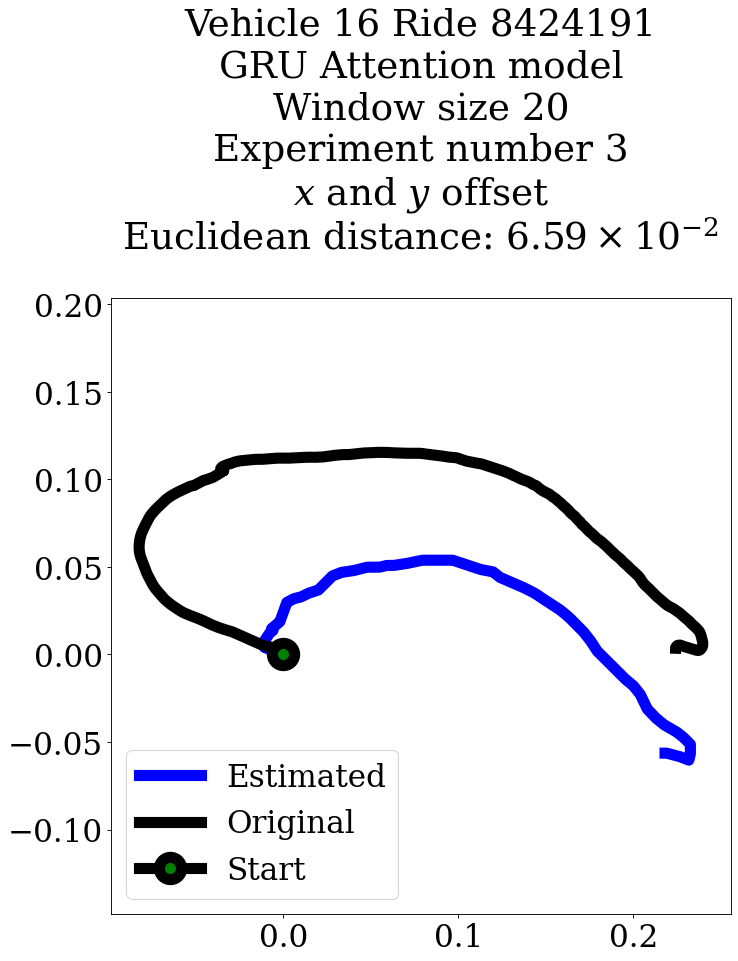 Vehicle 16 Ride 8424191
GRU Attention model
Window size 20
Experiment number 3
x and y offset
Euclidean distance: 6.59 × 10⁻²
0.20
0.15
0.10
0.05
0.00
−0.05
−0.10
Estimated
Original
Start
0.0 0.1 0.2